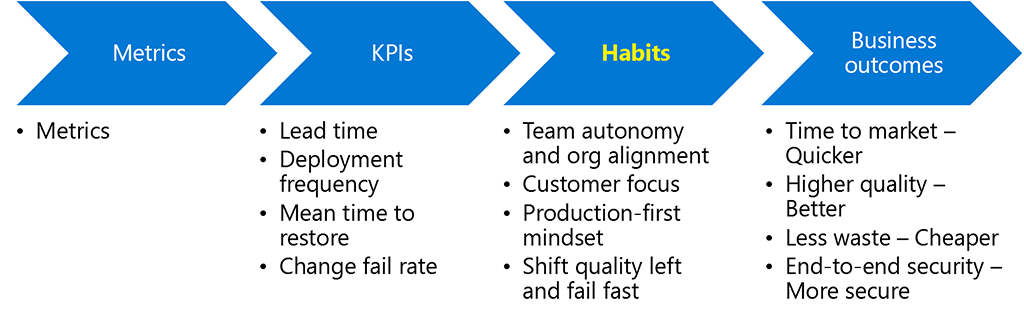 Metrics
KPIs
Habits
Business
outcomes
• Metrics
• Lead time
• Deployment
frequency
• Mean time to
restore
• Change fail rate
• Team autonomy
and org alignment
• Customer focus
• Production-first
mindset
• Shift quality left
and fail fast
• Time to market –
Quicker
• Higher quality –
Better
• Less waste – Cheaper
• End-to-end security –
More secure